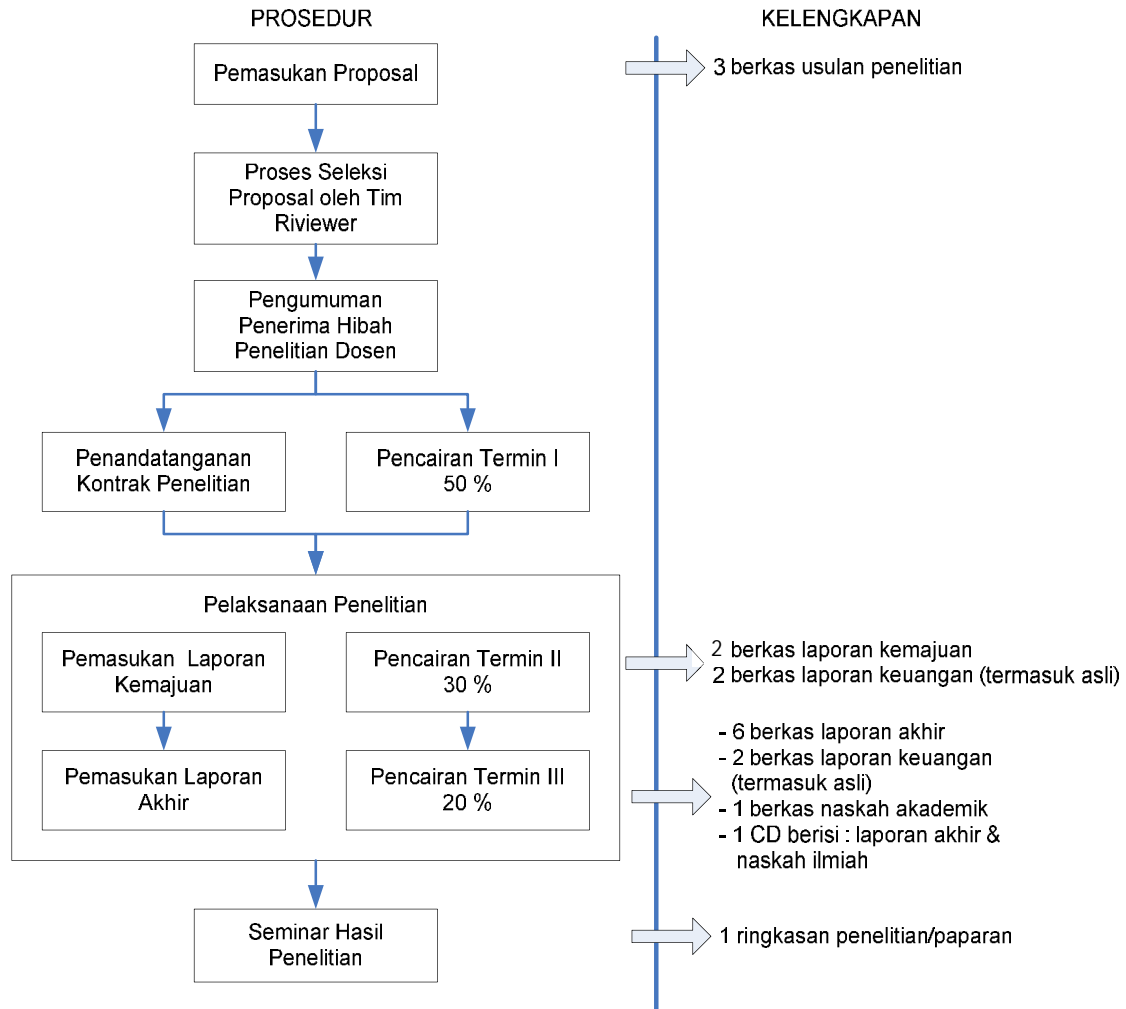 PROSEDUR
KELENGKAPAN
Pemasukan Proposal
3 berkas usulan penelitian
Proses Seleksi
Proposal oleh Tim
Riviewer
Pengumuman
Penerima Hibah
Penelitian Dosen
Penandatanganan
Kontrak Penelitian
Pencairan Termin I
50 %
Pelaksanaan Penelitian
Pemasukan Laporan
Kemajuan
Pencairan Termin II
30 %
2 berkas laporan kemajuan
2 berkas laporan keuangan (termasuk asli)
Pemasukan Laporan
Akhir
Pencairan Termin III
20 %
- 6 berkas laporan akhir
- 2 berkas laporan keuangan
(termasuk asli)
- 1 berkas naskah akademik
- 1 CD berisi : laporan akhir &
naskah ilmiah
Seminar Hasil
Penelitian
1 ringkasan penelitian/paparan